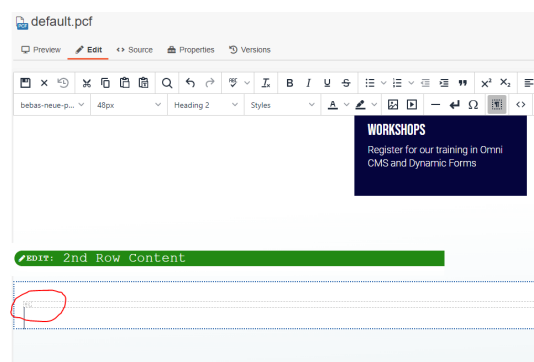 default.pcf
Preview Edit Source Properties Versions
bebas-neue-p... 48px Heading 2 Styles
WORKSHOPS
Register for our training in Omni
CMS and Dynamic Forms
EDIT: 2nd Row Content